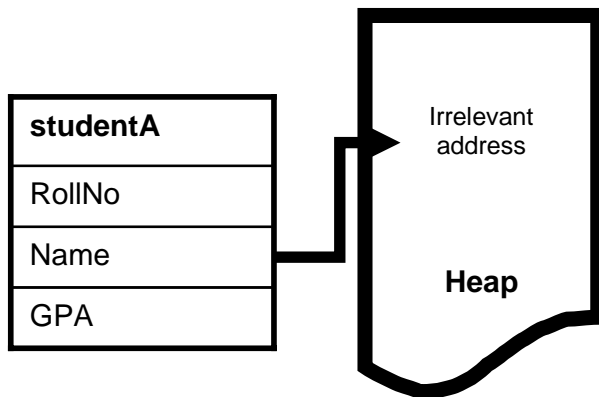 studentA
RollNo
Name
GPA
Irrelevant
address
Heap